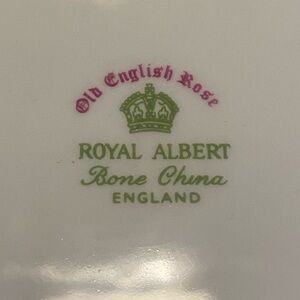 Old English Rose
ROYAL ALBERT
Bone China
ENGLAND